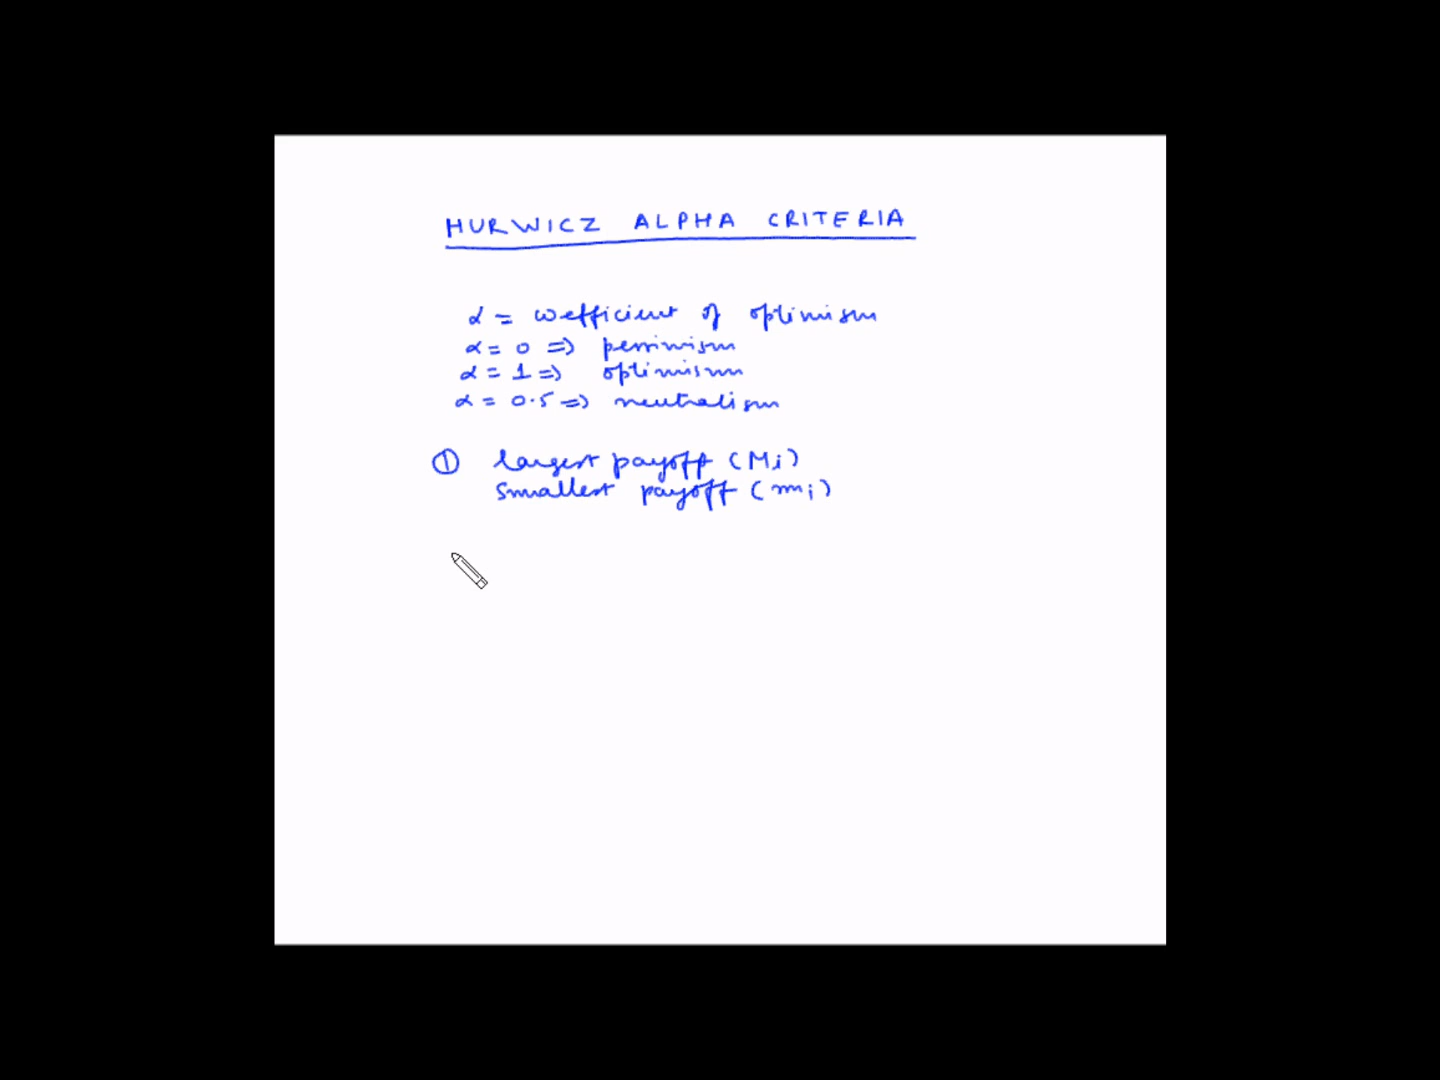 HURWICZ ALPHA CRITERIA
α = coefficient of optimism
α = 0 => pessimism
α = 1 => optimism
α = 0.5 => neutralism
① largest payoff (Mi)
smallest payoff (mi)